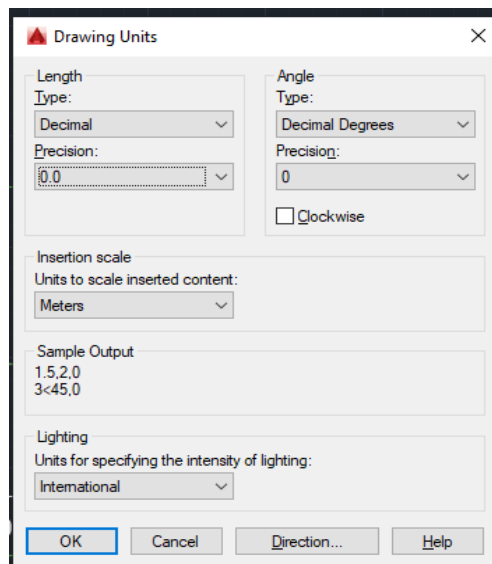 Drawing Units
Length
Type:
Decimal
Precision:
0.0
Angle
Type:
Decimal Degrees
Precision:
0
Clockwise
Insertion scale
Units to scale inserted content:
Meters
Sample Output
1.5,2,0
3<45,0
Lighting
Units for specifying the intensity of lighting:
International
OK Cancel Direction... Help